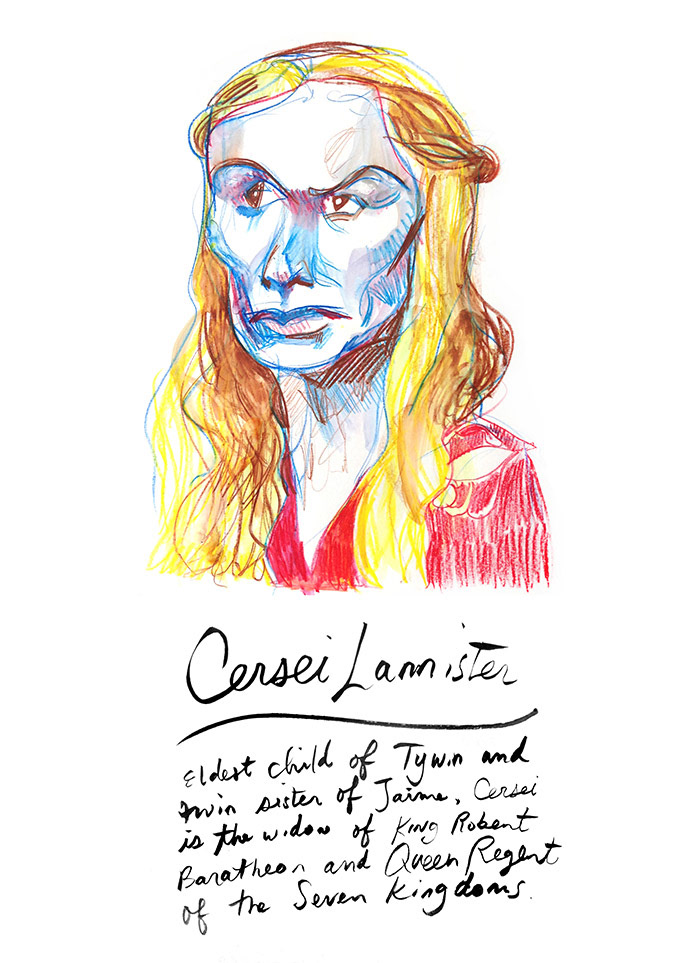 Cersei Lannister
Eldest child of Tywin and
twin sister of Jaime, Cersei
is the widow of King Robert
Baratheon and Queen Regent
of the Seven Kingdoms.